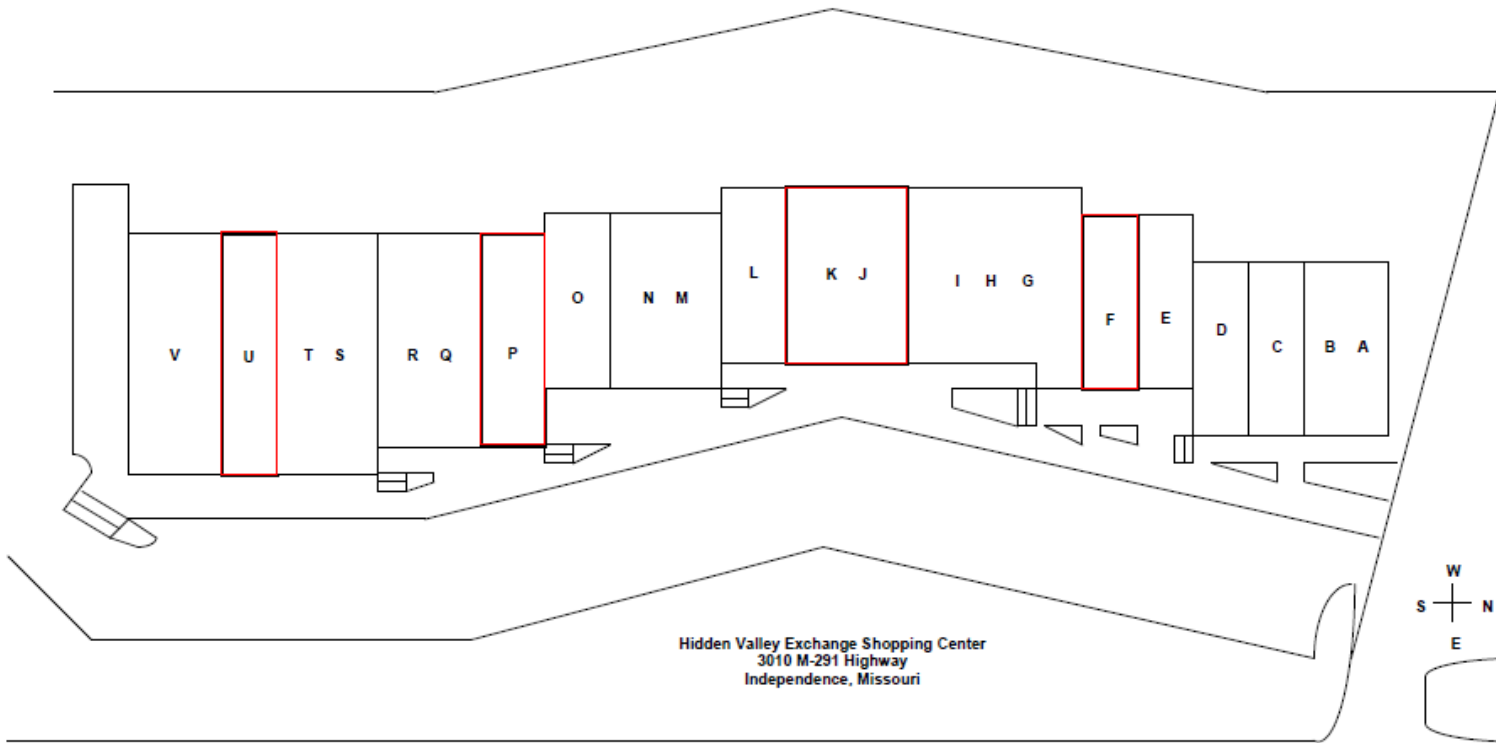 V
U
T S
R Q
P
O
N M
L
K J
I H G
F
E
D
C
B A
W
S N
E
Hidden Valley Exchange Shopping Center
3010 M-291 Highway
Independence, Missouri